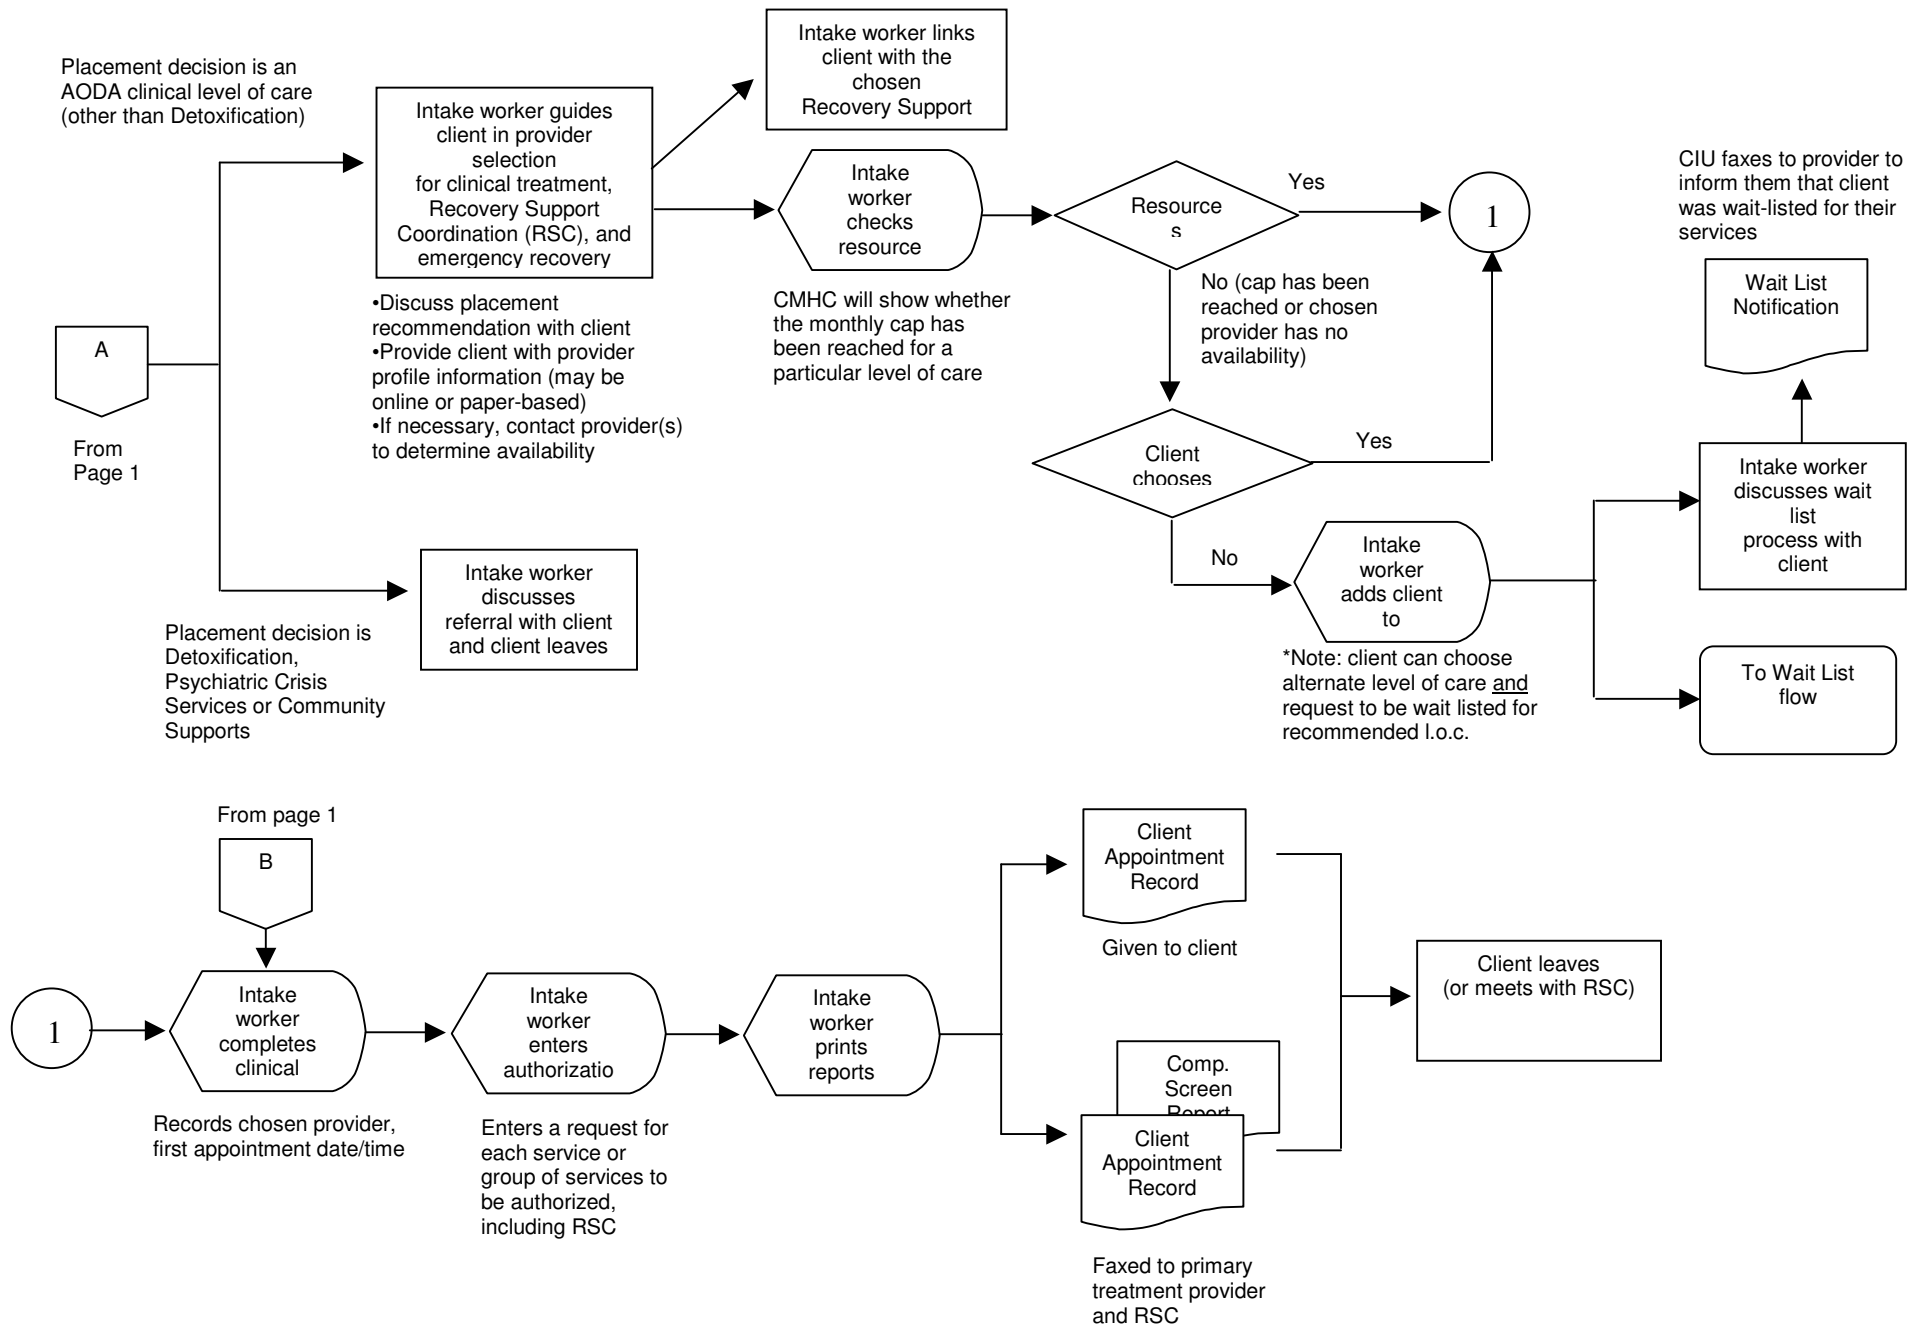 Placement decision is an
AODA clinical level of care
(other than Detoxification)
Intake worker guides
client in provider
selection
for clinical treatment,
Recovery Support
Coordination (RSC), and
emergency recovery
•Discuss placement
recommendation with client
•Provide client with provider
profile information (may be
online or paper-based)
•If necessary, contact provider(s)
to determine availability
Intake worker links
client with the
chosen
Recovery Support
Intake
worker
checks
resource
CMHC will show whether
the monthly cap has
been reached for a
particular level of care
Resource
s
Yes
1
No (cap has been
reached or chosen
provider has no
availability)
Client
chooses
Yes
No
Intake
worker
adds client
to
*Note: client can choose
alternate level of care and
request to be wait listed for
recommended l.o.c.
CIU faxes to provider to
inform them that client
was wait-listed for their
services
Wait List
Notification
Intake worker
discusses wait
list
process with
client
To Wait List
flow
A
From
Page 1
Intake worker
discusses
referral with client
and client leaves
Placement decision is
Detoxification,
Psychiatric Crisis
Services or Community
Supports
From page 1
B
1
Intake
worker
completes
clinical
Records chosen provider,
first appointment date/time
Intake
worker
enters
authorizatio
Enters a request for
each service or
group of services to
be authorized,
including RSC
Intake
worker
prints
reports
Client
Appointment
Record
Given to client
Comp.
Screen
Report
Client
Appointment
Record
Faxed to primary
treatment provider
and RSC
Client leaves
(or meets with RSC)